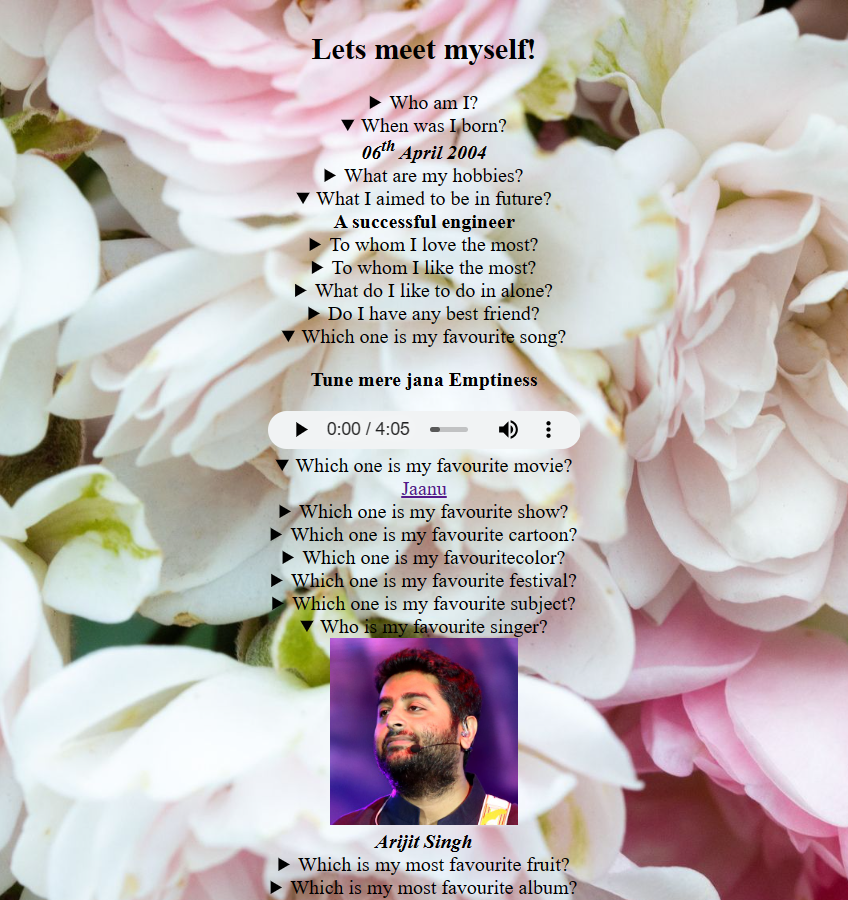 Lets meet myself!
▶ Who am I?
▼ When was I born?
06th April 2004
▶ What are my hobbies?
▼ What I aimed to be in future?
A successful engineer
▶ To whom I love the most?
▶ To whom I like the most?
▶ What do I like to do in alone?
▶ Do I have any best friend?
▼ Which one is my favourite song?
Tune mere jana Emptiness
0:00 / 4:05
▼ Which one is my favourite movie?
Jaanu
▶ Which one is my favourite show?
▶ Which one is my favourite cartoon?
▶ Which one is my favouritecolor?
▶ Which one is my favourite festival?
▶ Which one is my favourite subject?
▼ Who is my favourite singer?
Arijit Singh
▶ Which is my most favourite fruit?
▶ Which is my most favourite album?